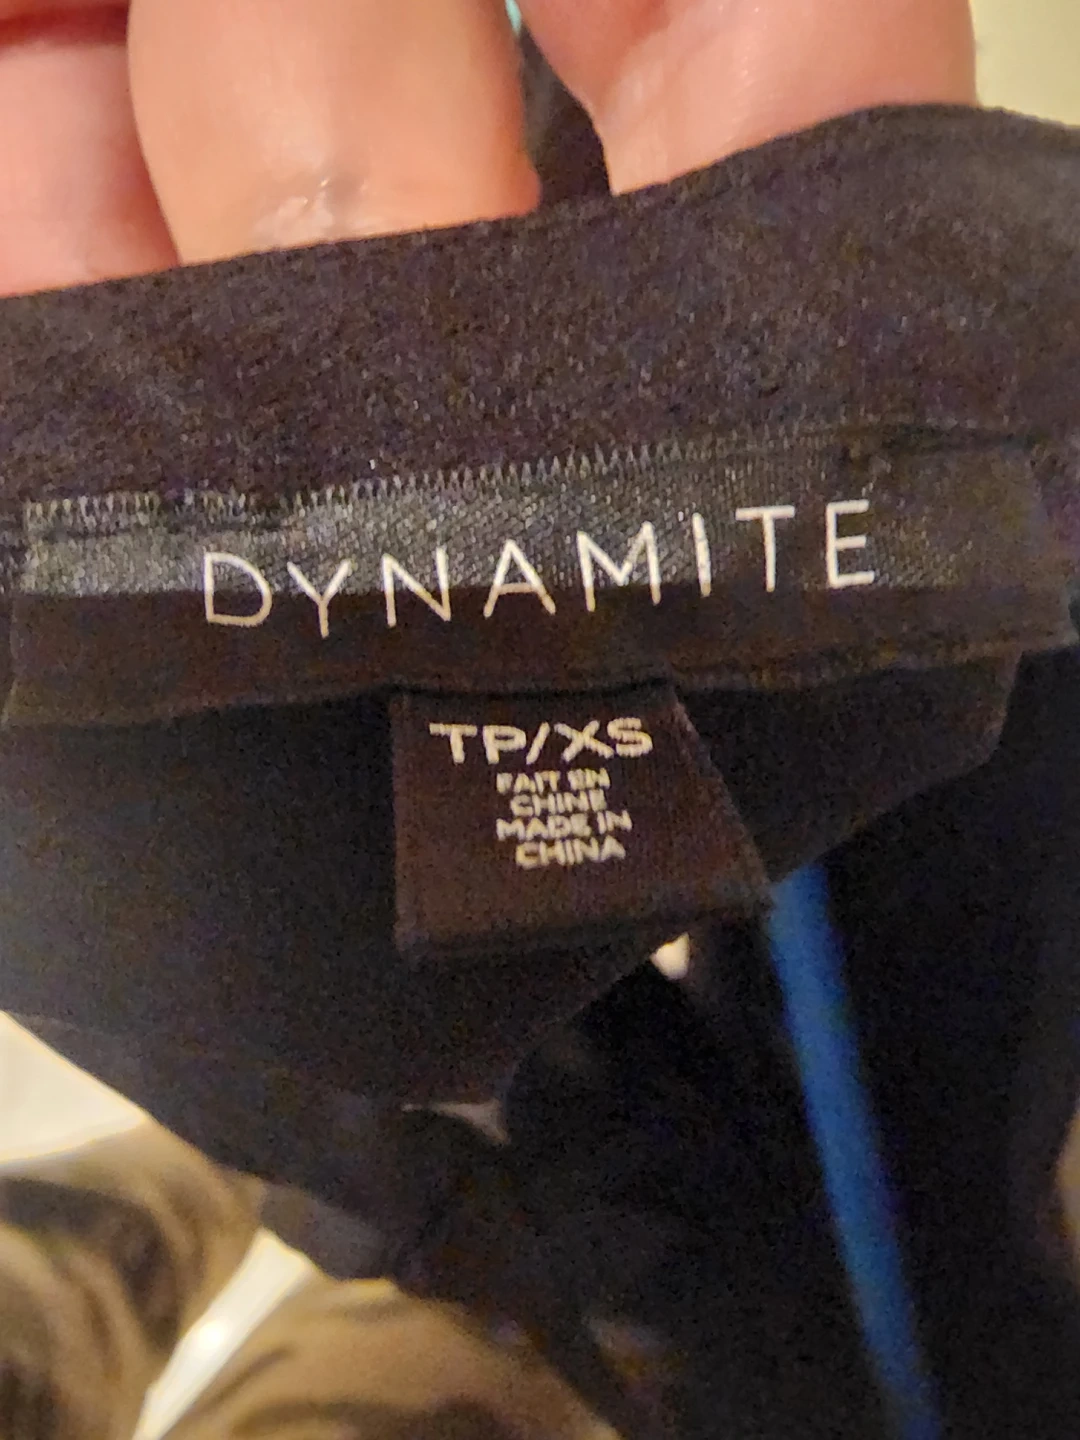 DYNAMITE
TP/XS
FAIT EN
CHINE
MADE IN
CHINA